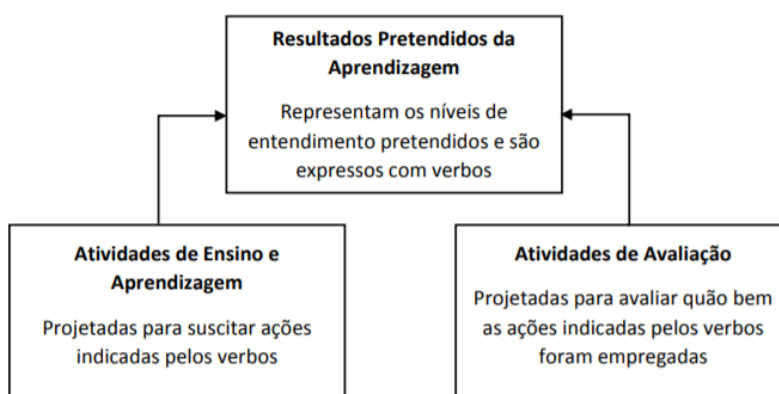 Resultados Pretendidos da
Aprendizagem
Representam os níveis de
entendimento pretendidos e são
expressos com verbos
Atividades de Ensino e
Aprendizagem
Projetadas para suscitar ações
indicadas pelos verbos
Atividades de Avaliação
Projetadas para avaliar quão bem
as ações indicadas pelos verbos
foram empregadas